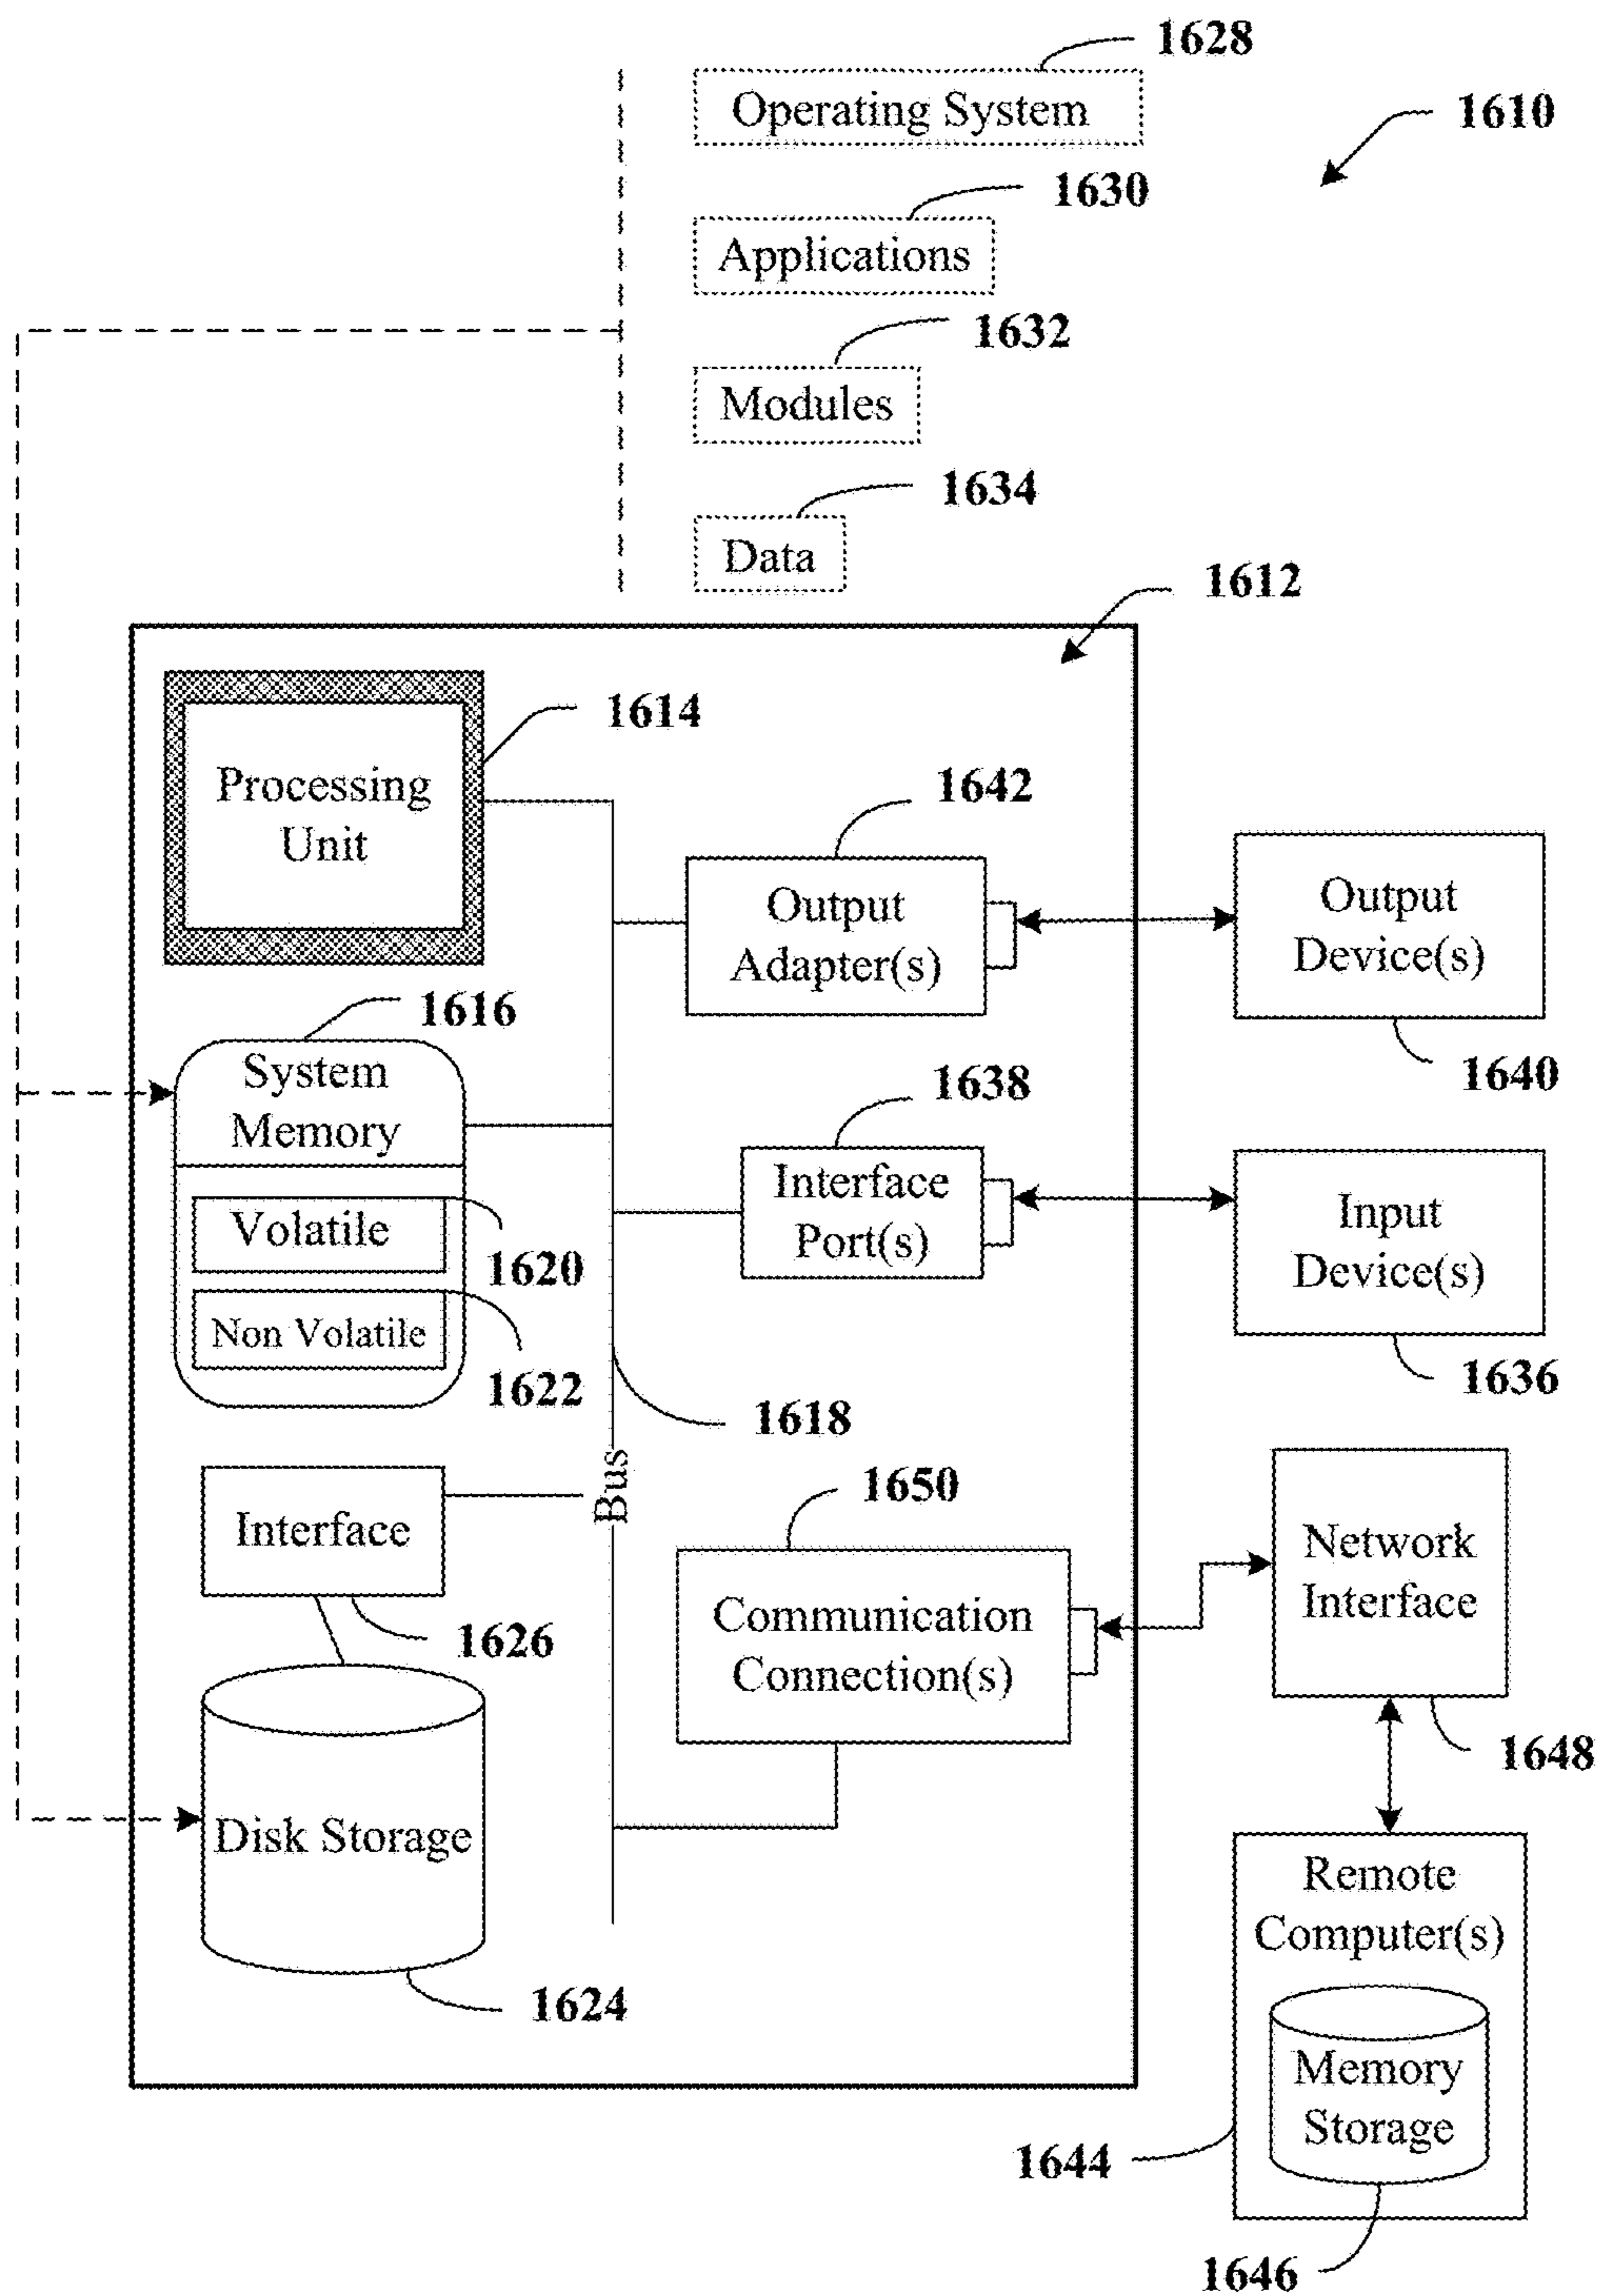 1628
Operating System
1610
1630
Applications
1632
Modules
1634
Data
1612
1614
Processing
Unit
1642
Output
Adapter(s)
Output
Device(s)
1640
1616
System
Memory
1638
Interface
Port(s)
Input
Device(s)
1636
Volatile
1620
Non Volatile
1622
1618
Bus
Interface
1626
1650
Communication
Connection(s)
Network
Interface
1648
Disk Storage
1624
Remote
Computer(s)
Memory
Storage
1644
1646